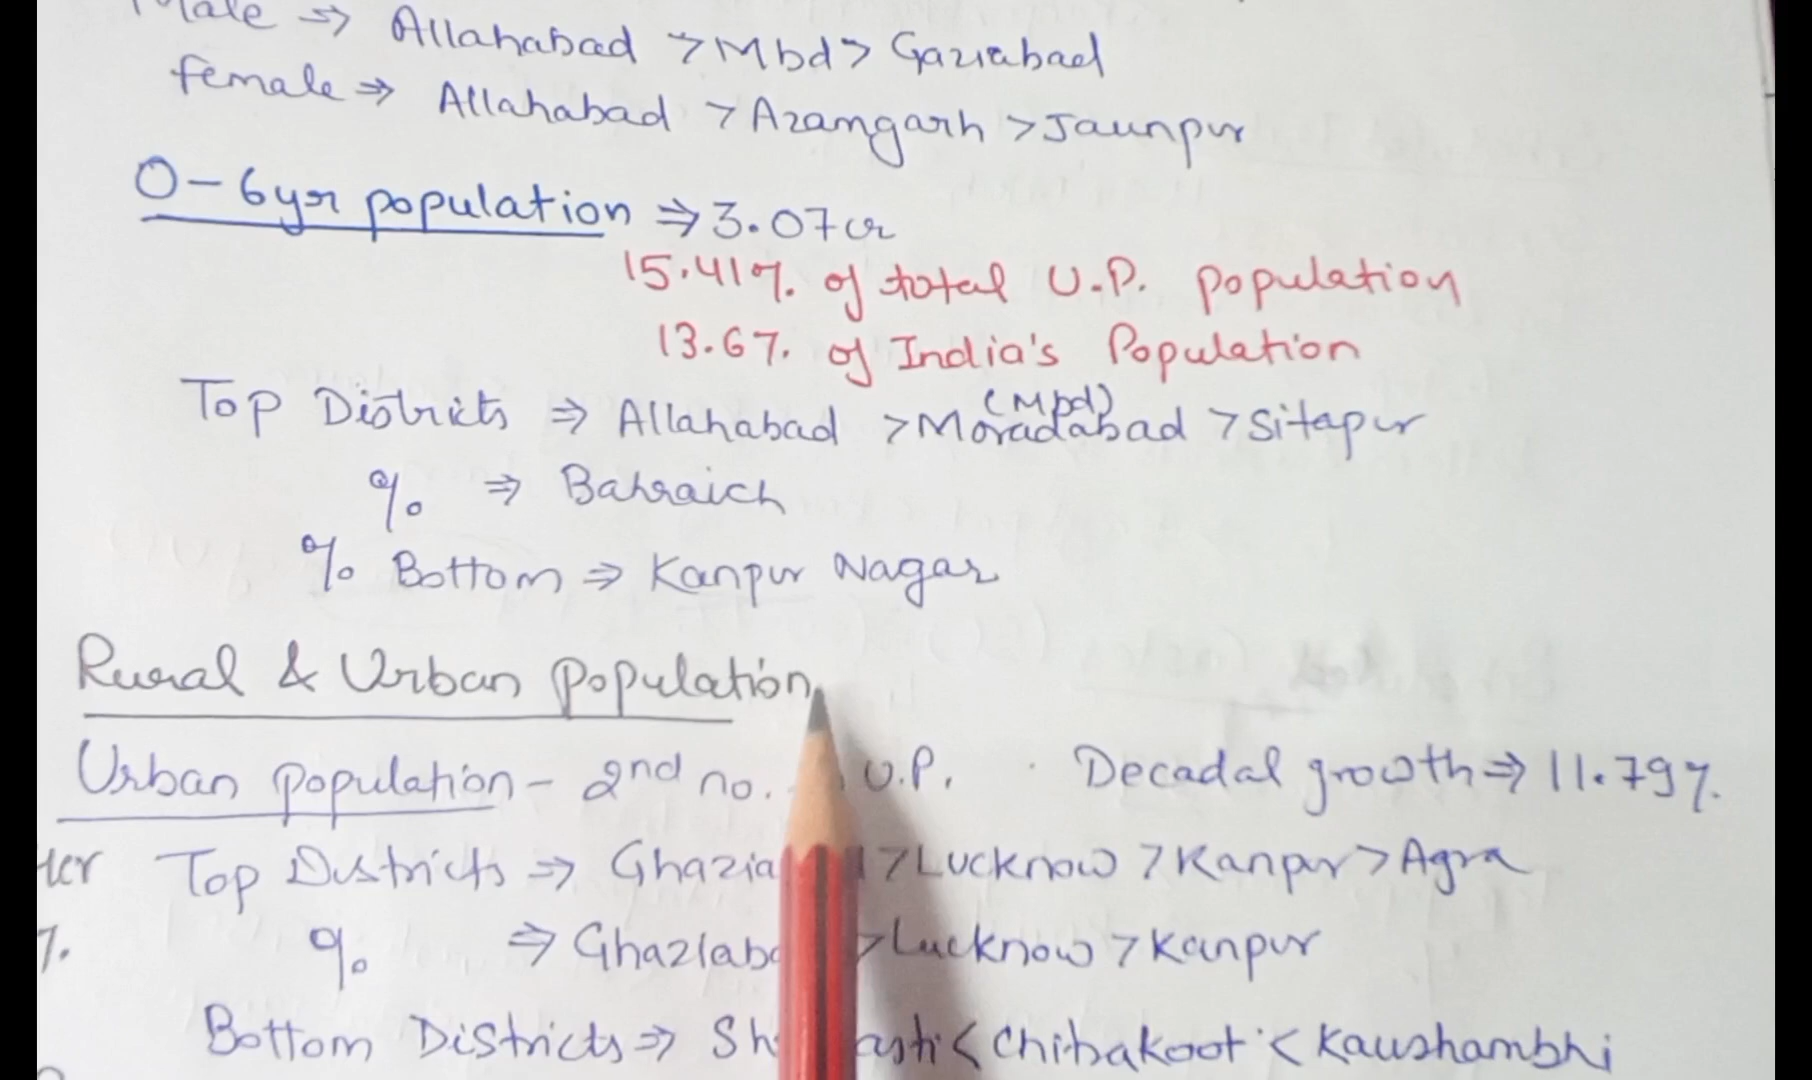 Male ⇒ Allahabad > Mbd > Gaziabad
female ⇒ Allahabad > Azamgarh > Jaunpur
0-6yr population ⇒ 3.07cr
15.41% of total U.P. population
13.67. of India's Population
(Mbd)
Top Districts ⇒ Allahabad > Moradabad > Sitapur
% ⇒ Bahraich
% Bottom ⇒ Kanpur Nagar
Rural & Urban population
Urban population - 2nd no. U.P. Decadal growth ⇒ 11.79%.
Top Districts ⇒ Ghazia > Lucknow > Kanpur > Agra
7. % ⇒ Ghaziaba > Lucknow > Kanpur
Bottom Districts ⇒ Sh asti < Chitrakoot < Kaushambhi